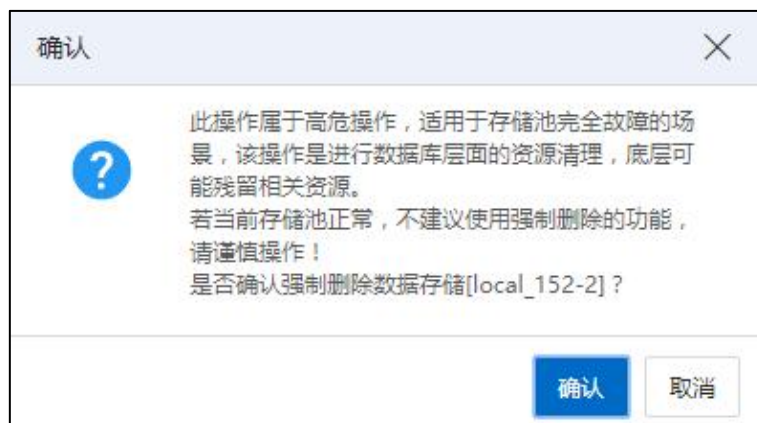 确认
此操作属于高危操作，适用于存储池完全故障的场
景，该操作是进行数据库层面的资源清理，底层可
能残留相关资源。
若当前存储池正常，不建议使用强制删除的功能，
请谨慎操作！
是否确认强制删除数据存储[local_152-2]？
确认
取消